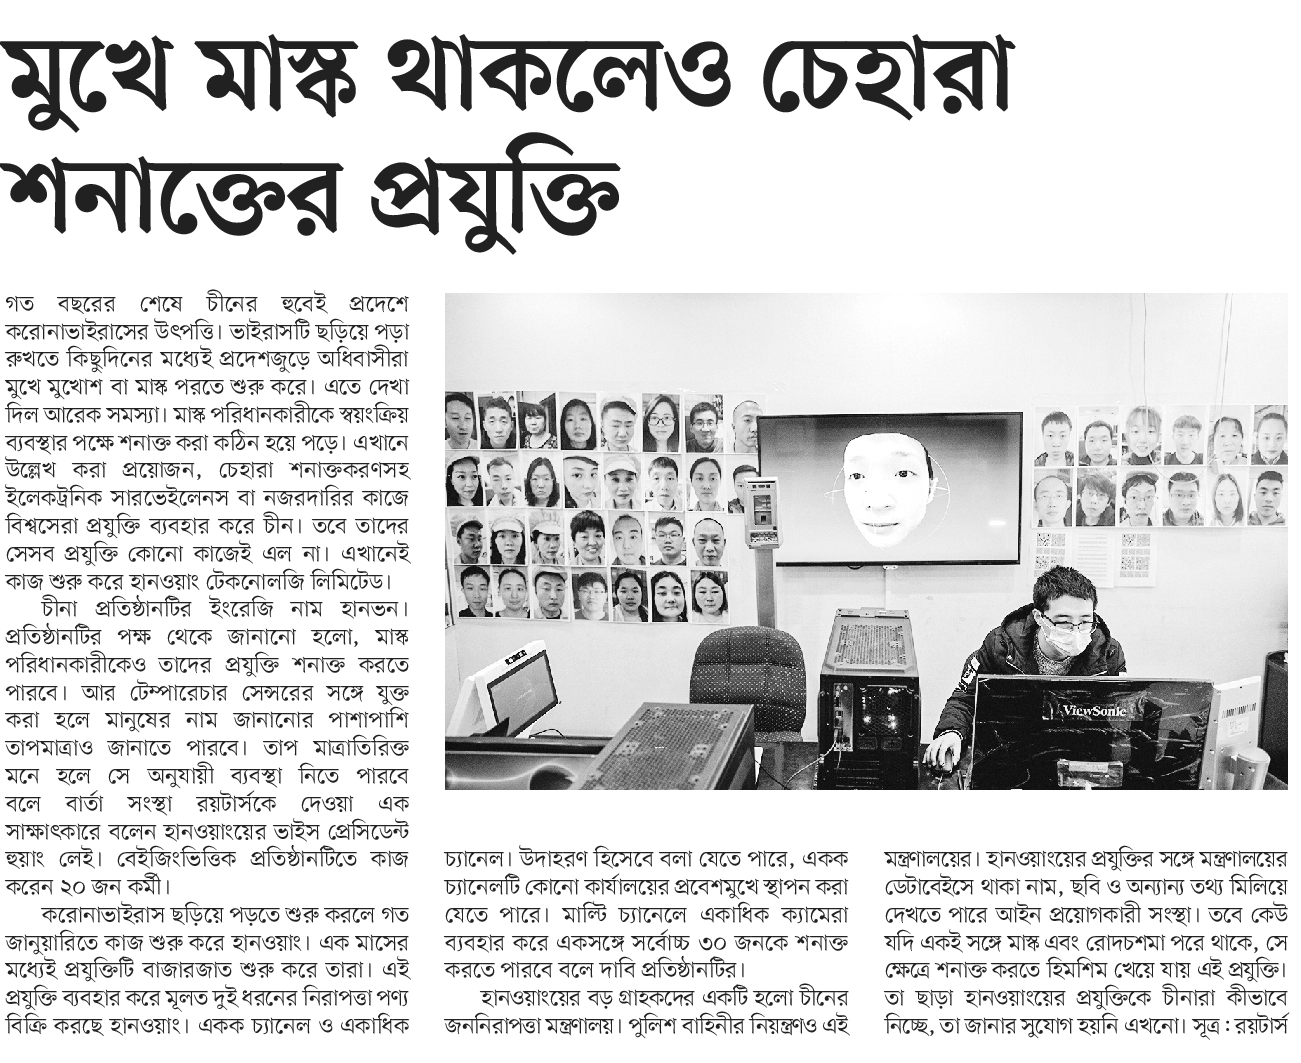 মুখে মাস্ক থাকলেও চেহারা
শনাক্তের প্রযুক্তি
গত বছরের শেষে চীনের হুবেই প্রদেশে
করোনাভাইরাসের উৎপত্তি। ভাইরাসটি ছড়িয়ে পড়া
রুখতে কিছুদিনের মধ্যেই প্রদেশজুড়ে অধিবাসীরা
মুখে মুখোশ বা মাস্ক পরতে শুরু করে। এতে দেখা
দিল আরেক সমস্যা। মাস্ক পরিধানকারীকে স্বয়ংক্রিয়
ব্যবস্থার পক্ষে শনাক্ত করা কঠিন হয়ে পড়ে। এখানে
উল্লেখ করা প্রয়োজন, চেহারা শনাক্তকরণসহ
ইলেকট্রনিক সারভেইলেনস বা নজরদারির কাজে
বিশ্বসেরা প্রযুক্তি ব্যবহার করে চীন। তবে তাদের
সেসব প্রযুক্তি কোনো কাজেই এল না। এখানেই
কাজ শুরু করে হানওয়াং টেকনোলজি লিমিটেড।
চীনা প্রতিষ্ঠানটির ইংরেজি নাম হানভন।
প্রতিষ্ঠানটির পক্ষ থেকে জানানো হলো, মাস্ক
পরিধানকারীকেও তাদের প্রযুক্তি শনাক্ত করতে
পারবে। আর টেম্পারেচার সেন্সরের সঙ্গে যুক্ত
করা হলে মানুষের নাম জানানোর পাশাপাশি
তাপমাত্রাও জানাতে পারবে। তাপ মাত্রাতিরিক্ত
মনে হলে সে অনুযায়ী ব্যবস্থা নিতে পারবে
বলে বার্তা সংস্থা রয়টার্সকে দেওয়া এক
সাক্ষাৎকারে বলেন হানওয়াংয়ের ভাইস প্রেসিডেন্ট
হুয়াং লেই। বেইজিংভিত্তিক প্রতিষ্ঠানটিতে কাজ
করেন ২০ জন কর্মী।
করোনাভাইরাস ছড়িয়ে পড়তে শুরু করলে গত
জানুয়ারিতে কাজ শুরু করে হানওয়াং। এক মাসের
মধ্যেই প্রযুক্তিটি বাজারজাত শুরু করে তারা। এই
প্রযুক্তি ব্যবহার করে মূলত দুই ধরনের নিরাপত্তা পণ্য
বিক্রি করছে হানওয়াং। একক চ্যানেল ও একাধিক
ViewSonic
চ্যানেল। উদাহরণ হিসেবে বলা যেতে পারে, একক
চ্যানেলটি কোনো কার্যালয়ের প্রবেশমুখে স্থাপন করা
যেতে পারে। মাল্টি চ্যানেলে একাধিক ক্যামেরা
ব্যবহার করে একসঙ্গে সর্বোচ্চ ৩০ জনকে শনাক্ত
করতে পারবে বলে দাবি প্রতিষ্ঠানটির।
হানওয়াংয়ের বড় গ্রাহকদের একটি হলো চীনের
জননিরাপত্তা মন্ত্রণালয়। পুলিশ বাহিনীর নিয়ন্ত্রণও এই
মন্ত্রণালয়ের। হানওয়াংয়ের প্রযুক্তির সঙ্গে মন্ত্রণালয়ের
ডেটাবেইসে থাকা নাম, ছবি ও অন্যান্য তথ্য মিলিয়ে
দেখতে পারে আইন প্রয়োগকারী সংস্থা। তবে কেউ
যদি একই সঙ্গে মাস্ক এবং রোদচশমা পরে থাকে, সে
ক্ষেত্রে শনাক্ত করতে হিমশিম খেয়ে যায় এই প্রযুক্তি।
তা ছাড়া হানওয়াংয়ের প্রযুক্তিকে চীনারা কীভাবে
নিচ্ছে, তা জানার সুযোগ হয়নি এখনো। সূত্র : রয়টার্স